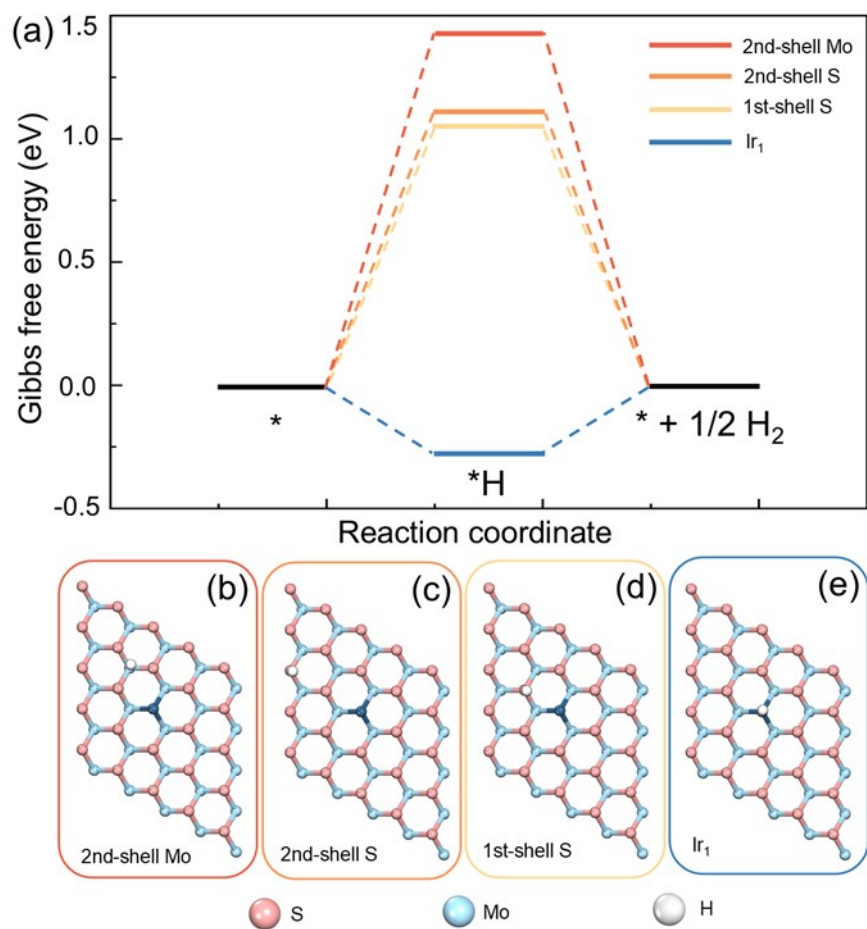 (a)
1.5
1.0
0.5
0.0
-0.5
Gibbs free energy (eV)
2nd-shell Mo
2nd-shell S
1st-shell S
Ir₁
*
*H
* + 1/2 H₂
Reaction coordinate
(b)
2nd-shell Mo
(c)
2nd-shell S
(d)
1st-shell S
(e)
Ir₁
S
Mo
H